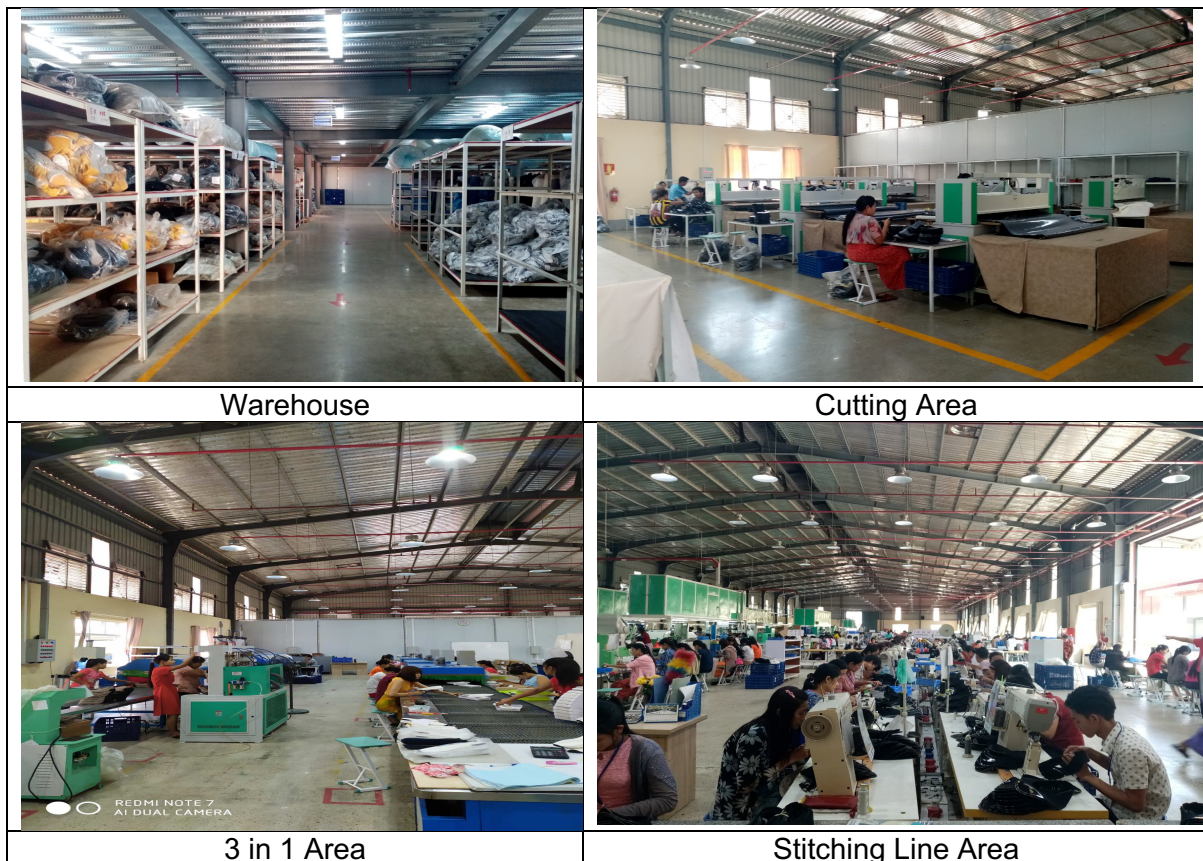 Warehouse
Cutting Area
REDMI NOTE 7
AI DUAL CAMERA
3 in 1 Area
Stitching Line Area